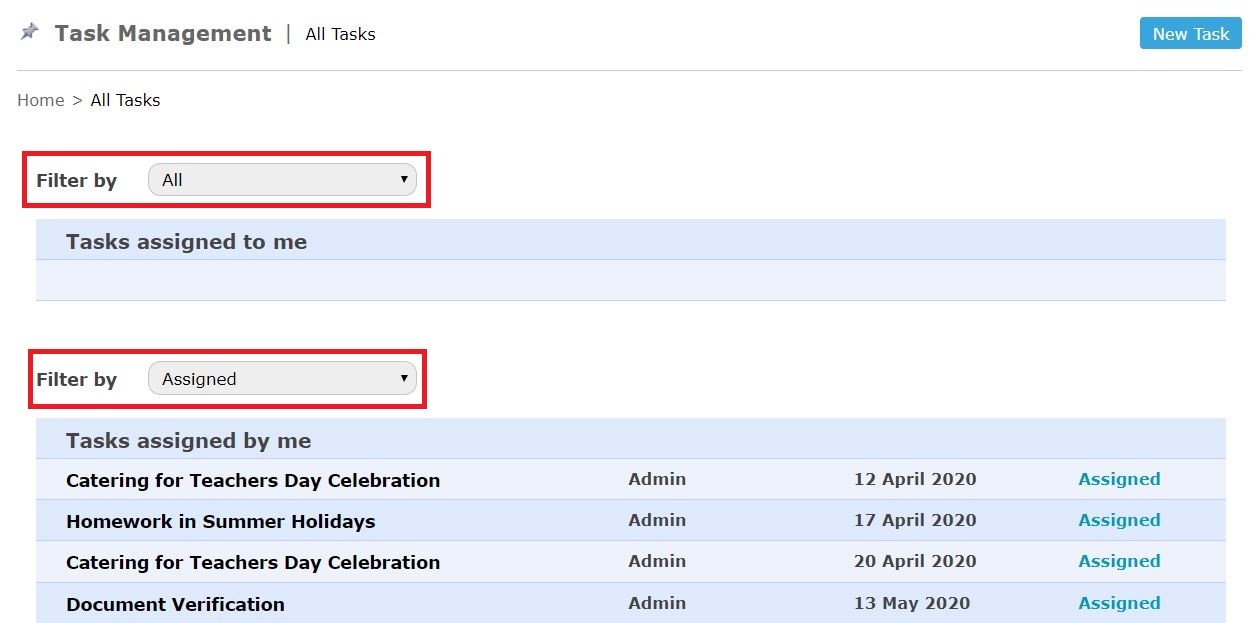 Task Management | All Tasks New Task
Home > All Tasks
Filter by All
Tasks assigned to me
Filter by Assigned
Tasks assigned by me
Catering for Teachers Day Celebration Admin 12 April 2020 Assigned
Homework in Summer Holidays Admin 17 April 2020 Assigned
Catering for Teachers Day Celebration Admin 20 April 2020 Assigned
Document Verification Admin 13 May 2020 Assigned